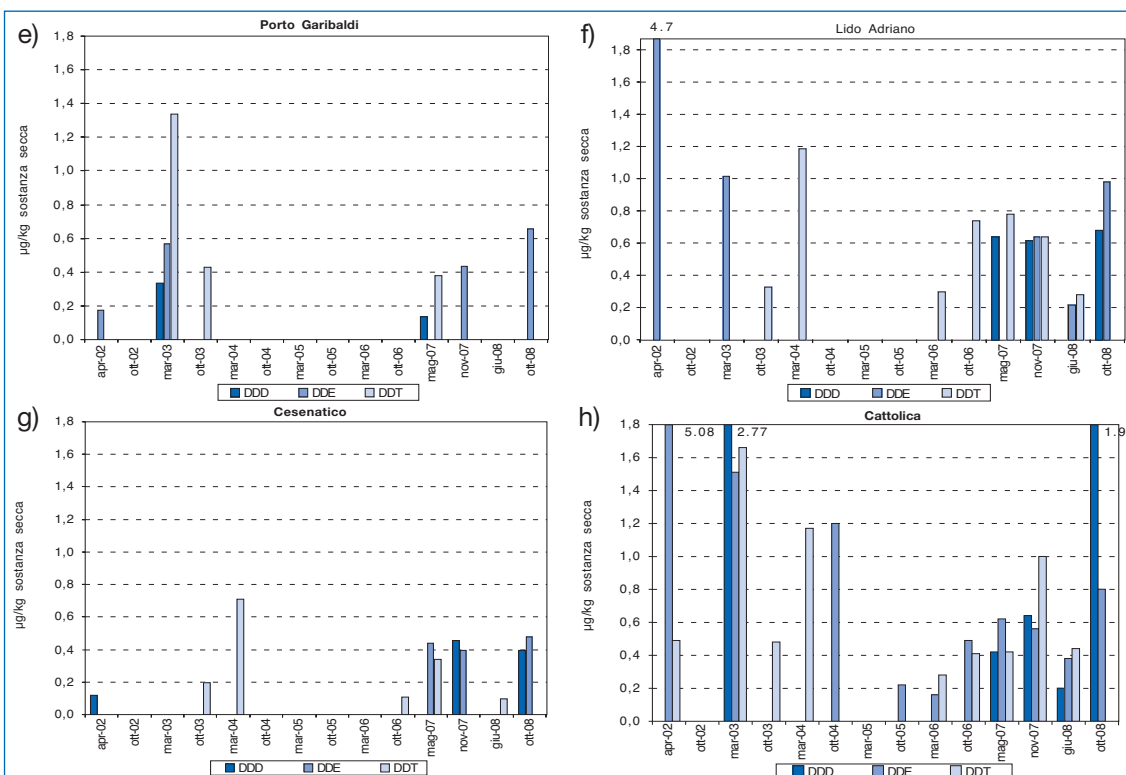 e)
Porto Garibaldi
µg/kg sostanza secca
1,8
1,6
1,4
1,2
1,0
0,8
0,6
0,4
0,2
0,0
apr-02
ott-02
mar-03
ott-03
mar-04
ott-04
mar-05
ott-05
mar-06
ott-06
mag-07
nov-07
giu-08
ott-08
DDD DDE DDT
f)
Lido Adriano
4.7
µg/kg sostanza secca
1,8
1,6
1,4
1,2
1,0
0,8
0,6
0,4
0,2
0,0
apr-02
ott-02
mar-03
ott-03
mar-04
ott-04
mar-05
ott-05
mar-06
ott-06
mag-07
nov-07
giu-08
ott-08
DDD DDE DDT
g)
Cesenatico
µg/kg sostanza secca
1,8
1,6
1,4
1,2
1,0
0,8
0,6
0,4
0,2
0,0
apr-02
ott-02
mar-03
ott-03
mar-04
ott-04
mar-05
ott-05
mar-06
ott-06
mag-07
nov-07
giu-08
ott-08
DDD DDE DDT
h)
Cattolica
5.08 2.77 1.9
µg/kg sostanza secca
1,8
1,6
1,4
1,2
1,0
0,8
0,6
0,4
0,2
0,0
apr-02
ott-02
mar-03
ott-03
mar-04
ott-04
mar-05
ott-05
mar-06
ott-06
mag-07
nov-07
giu-08
ott-08
DDD DDE DDT